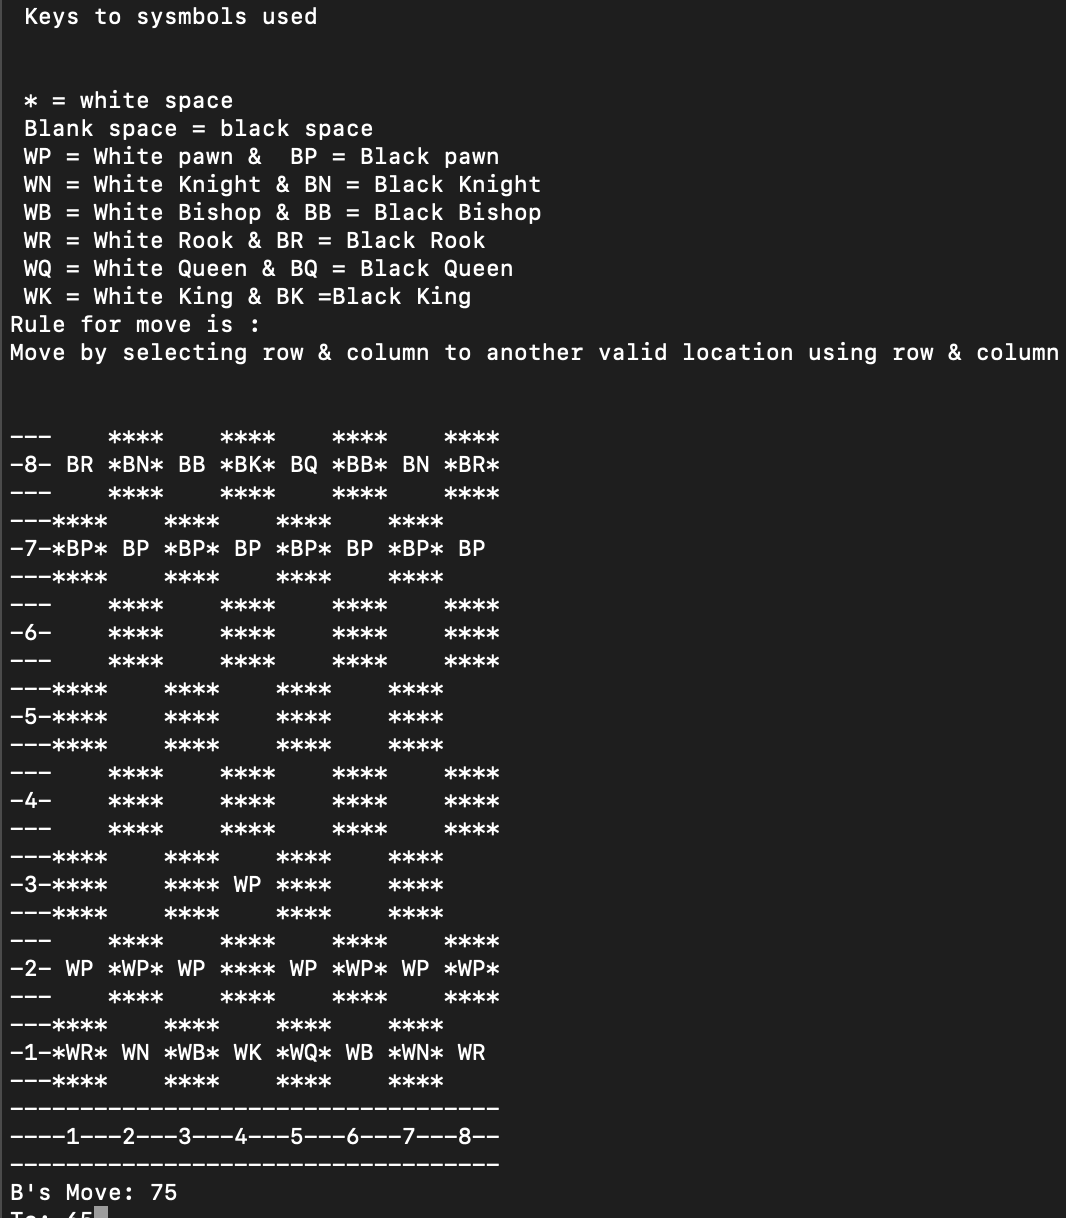 Keys to sysmbols used
* = white space
Blank space = black space
WP = White pawn &  BP = Black pawn
WN = White Knight & BN = Black Knight
WB = White Bishop & BB = Black Bishop
WR = White Rook & BR = Black Rook
WQ = White Queen & BQ = Black Queen
WK = White King & BK =Black King
Rule for move is :
Move by selecting row & column to another valid location using row & column
---    ****    ****    ****    ****
-8- BR *BN* BB *BK* BQ *BB* BN *BR*
---    ****    ****    ****    ****
---****    ****    ****    ****
-7-*BP* BP *BP* BP *BP* BP *BP* BP
---****    ****    ****    ****
---    ****    ****    ****    ****
-6-    ****    ****    ****    ****
---    ****    ****    ****    ****
---****    ****    ****    ****
-5-****    ****    ****    ****
---****    ****    ****    ****
---    ****    ****    ****    ****
-4-    ****    ****    ****    ****
---    ****    ****    ****    ****
---****    ****    ****    ****
-3-****    **** WP ****    ****
---****    ****    ****    ****
---    ****    ****    ****    ****
-2- WP *WP* WP **** WP *WP* WP *WP*
---    ****    ****    ****    ****
---****    ****    ****    ****
-1-*WR* WN *WB* WK *WQ* WB *WN* WR
---****    ****    ****    ****
-----------------------------------
----1---2---3---4---5---6---7---8--
-----------------------------------
B's Move: 75
To: 65